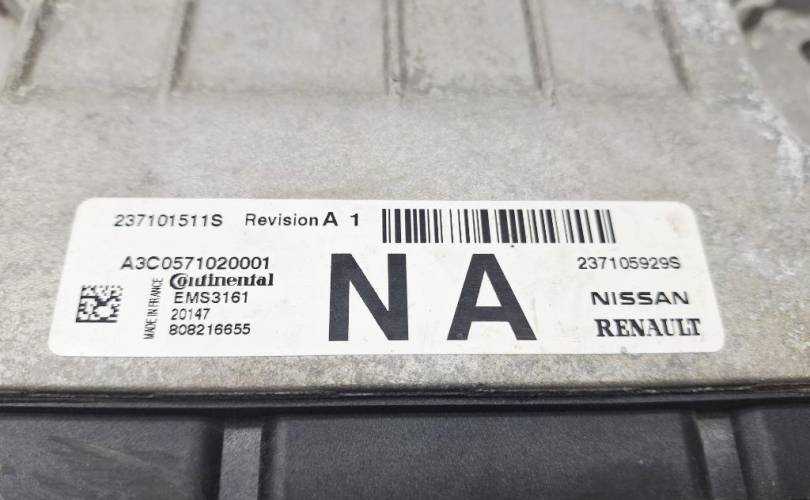 237101511S Revision A 1
A3C0571020001
Continental
EMS3161
20147
808216655
MADE IN FRANCE
NA
237105929S
NISSAN
RENAULT